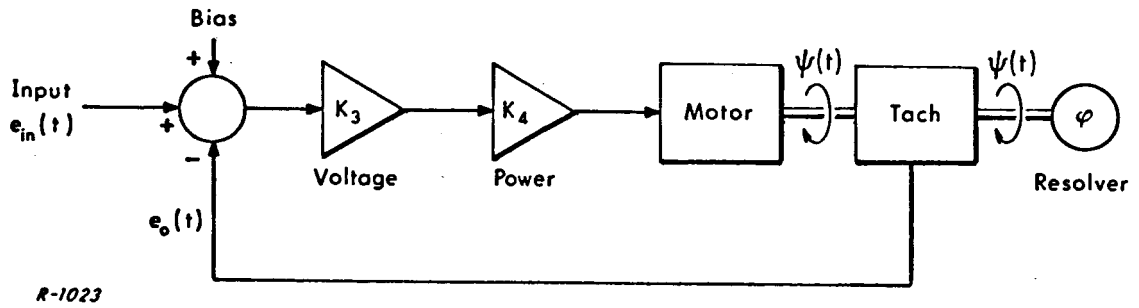 Bias
+
Input
e_in(t)
+
−
K₃
Voltage
K₄
Power
Motor
ψ(t)
Tach
ψ(t)
φ
Resolver
e_o(t)
R-1023